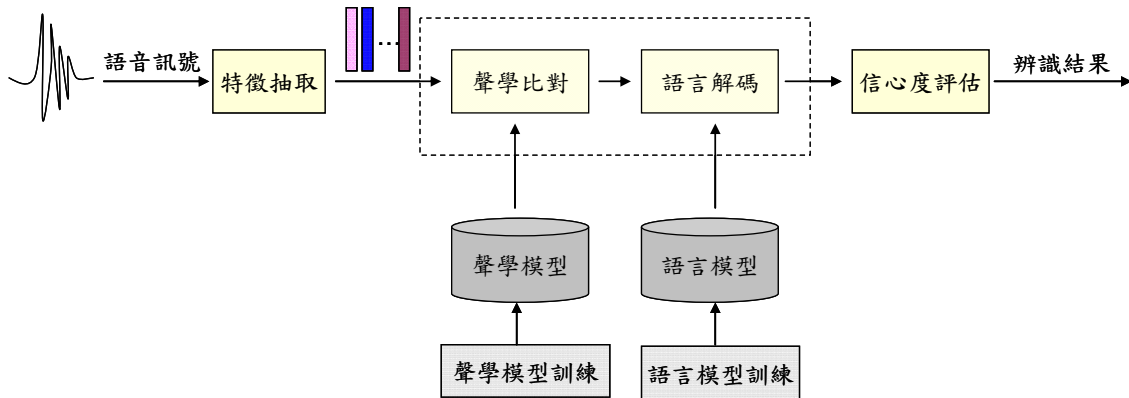 語音訊號
特徵抽取
...
聲學比對
語言解碼
信心度評估
辨識結果
聲學模型
語言模型
聲學模型訓練
語言模型訓練